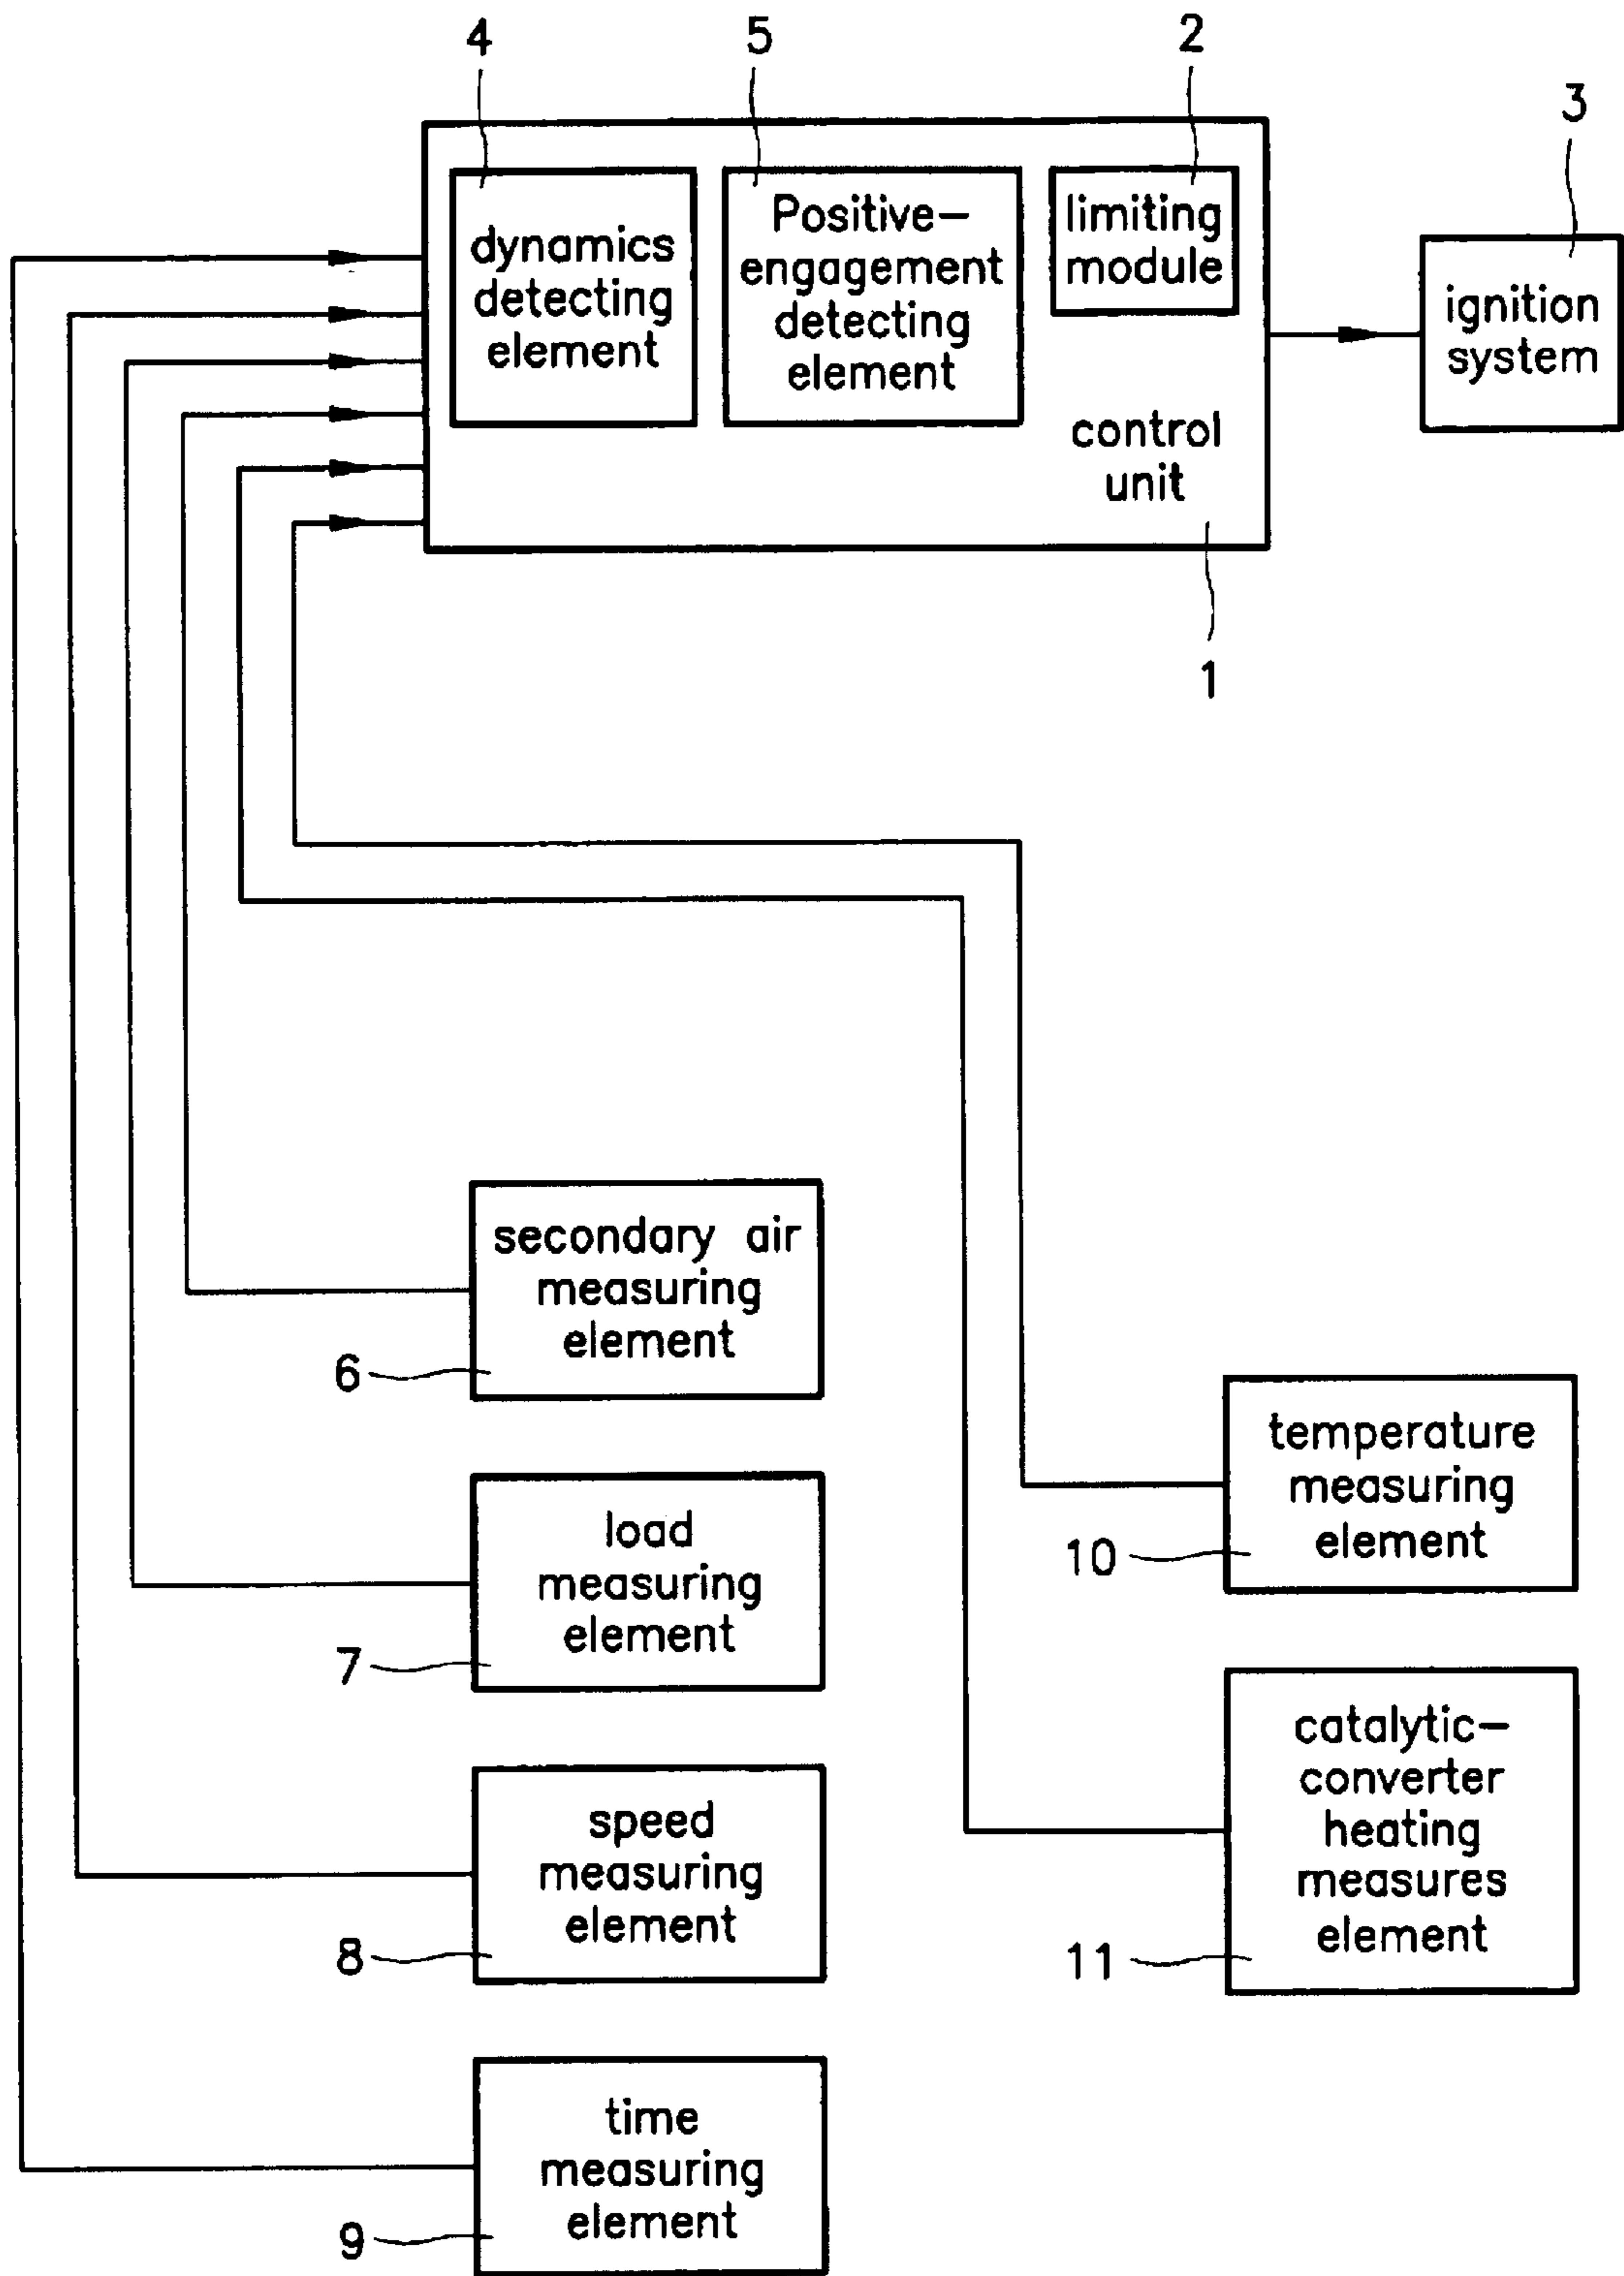 4
5
2
3
dynamics
detecting
element
Positive-
engagement
detecting
element
limiting
module
control
unit
ignition
system
1
secondary air
measuring
element
6
load
measuring
element
7
speed
measuring
element
8
time
measuring
element
9
temperature
measuring
element
10
catalytic-
converter
heating
measures
element
11